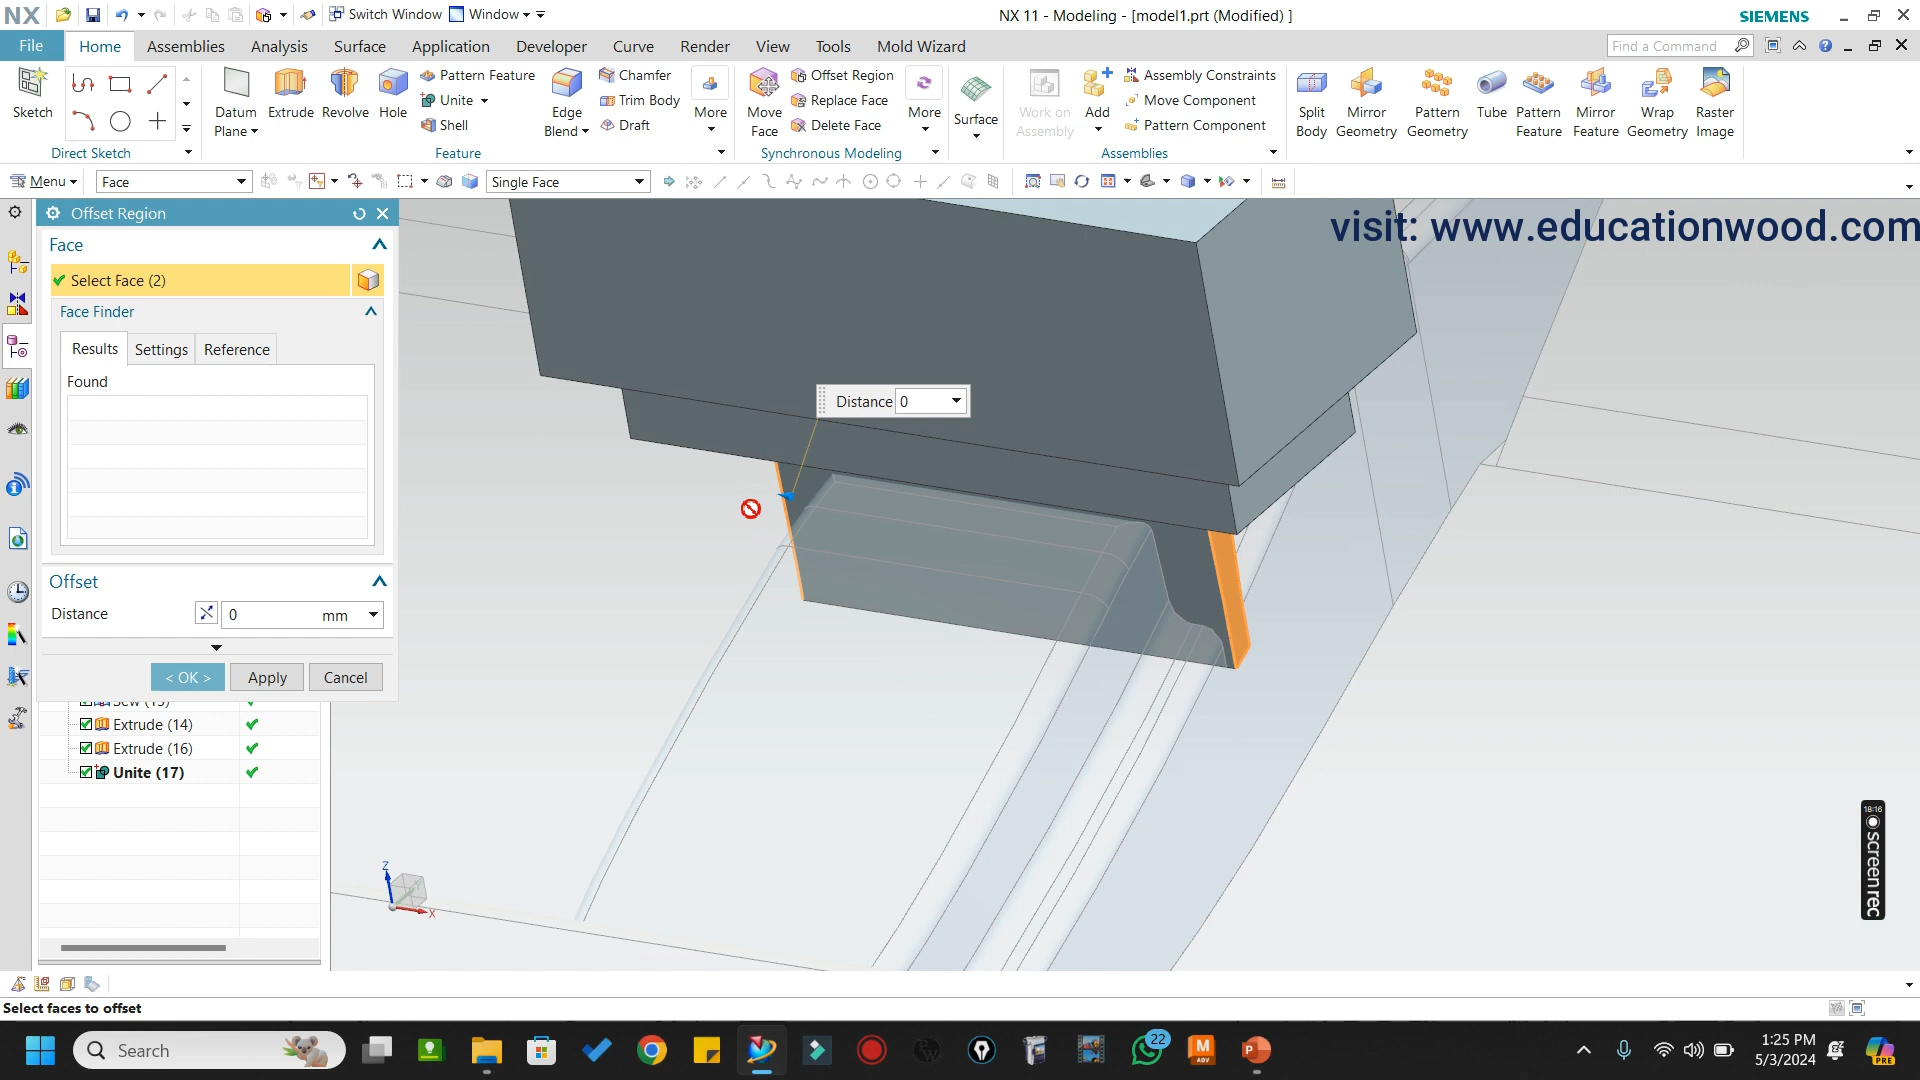 NX
Switch Window
Window
NX 11 - Modeling - [model1.prt (Modified) ]
SIEMENS
File
Home
Assemblies
Analysis
Surface
Application
Developer
Curve
Render
View
Tools
Mold Wizard
Find a Command
Sketch
Datum
Plane
Extrude
Revolve
Hole
Pattern Feature
Unite
Shell
Edge
Blend
Chamfer
Trim Body
Draft
More
Move
Face
Offset Region
Replace Face
Delete Face
More
Surface
Work on
Assembly
Add
Assembly Constraints
Move Component
Pattern Component
Split
Body
Mirror
Geometry
Pattern
Geometry
Tube
Pattern
Feature
Mirror
Feature
Wrap
Geometry
Raster
Image
Direct Sketch
Feature
Synchronous Modeling
Assemblies
Menu
Face
Single Face
Offset Region
visit: www.educationwood.com
Face
Select Face (2)
Face Finder
Results
Settings
Reference
Found
Distance
0
Offset
Distance
0
mm
< OK >
Apply
Cancel
Sew (15)
Extrude (14)
Extrude (16)
Unite (17)
Z
X
18:16
screenrec
Select faces to offset
Search
22
1:25 PM
5/3/2024
PRE